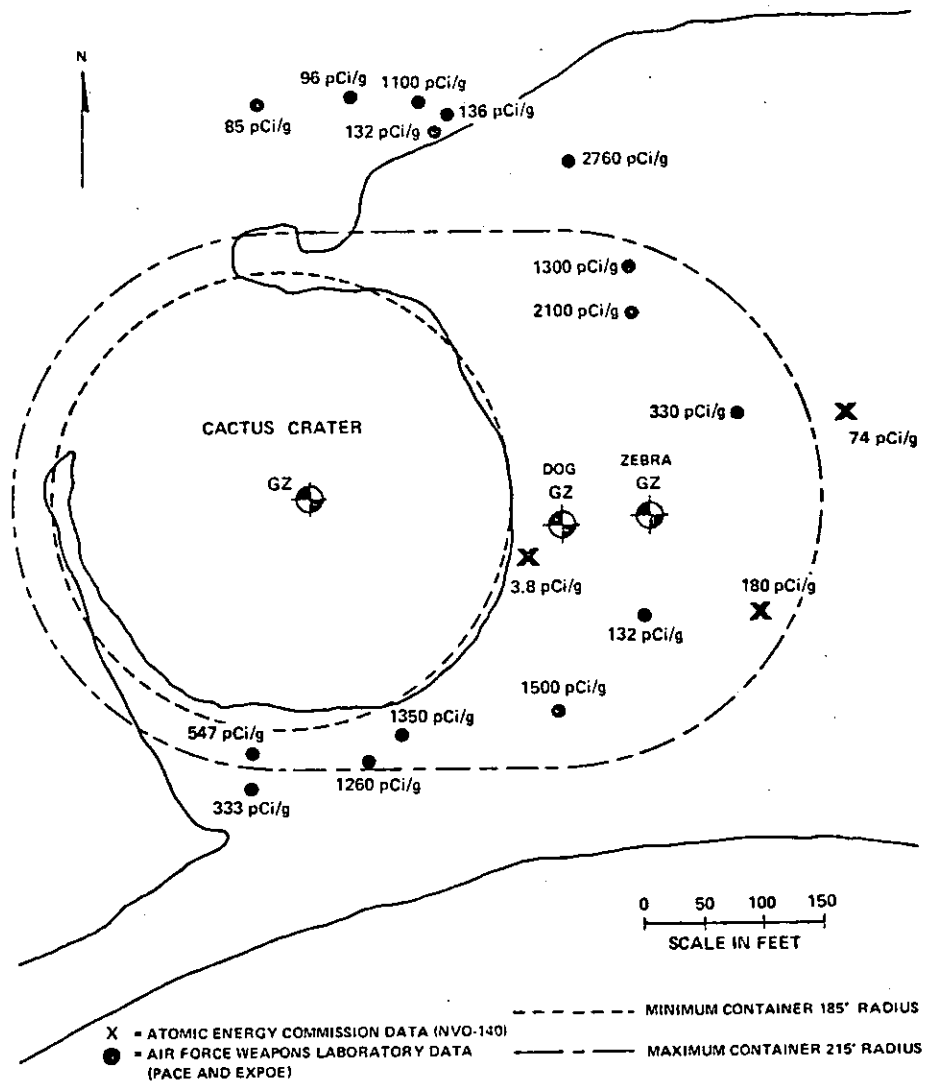 N
96 pCi/g
1100 pCi/g
136 pCi/g
85 pCi/g
132 pCi/g
2760 pCi/g
1300 pCi/g
2100 pCi/g
330 pCi/g
74 pCi/g
CACTUS CRATER
GZ
DOG
GZ
ZEBRA
GZ
3.8 pCi/g
180 pCi/g
132 pCi/g
1500 pCi/g
1350 pCi/g
547 pCi/g
1260 pCi/g
333 pCi/g
0 50 100 150
SCALE IN FEET
X = ATOMIC ENERGY COMMISSION DATA (NVO-140)
● = AIR FORCE WEAPONS LABORATORY DATA
(PACE AND EXPOE)
MINIMUM CONTAINER 185' RADIUS
MAXIMUM CONTAINER 215' RADIUS